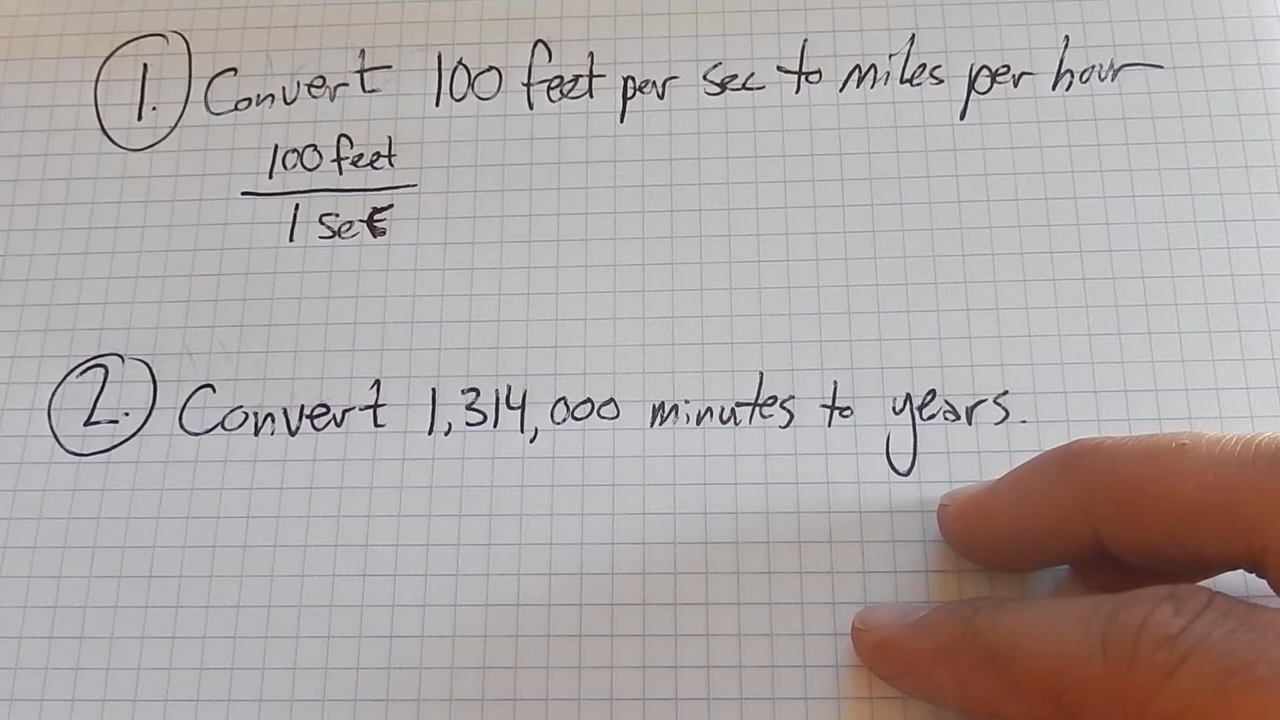 1. Convert 100 feet per sec to miles per hour
100 feet
1 sec
2. Convert 1,314,000 minutes to years.